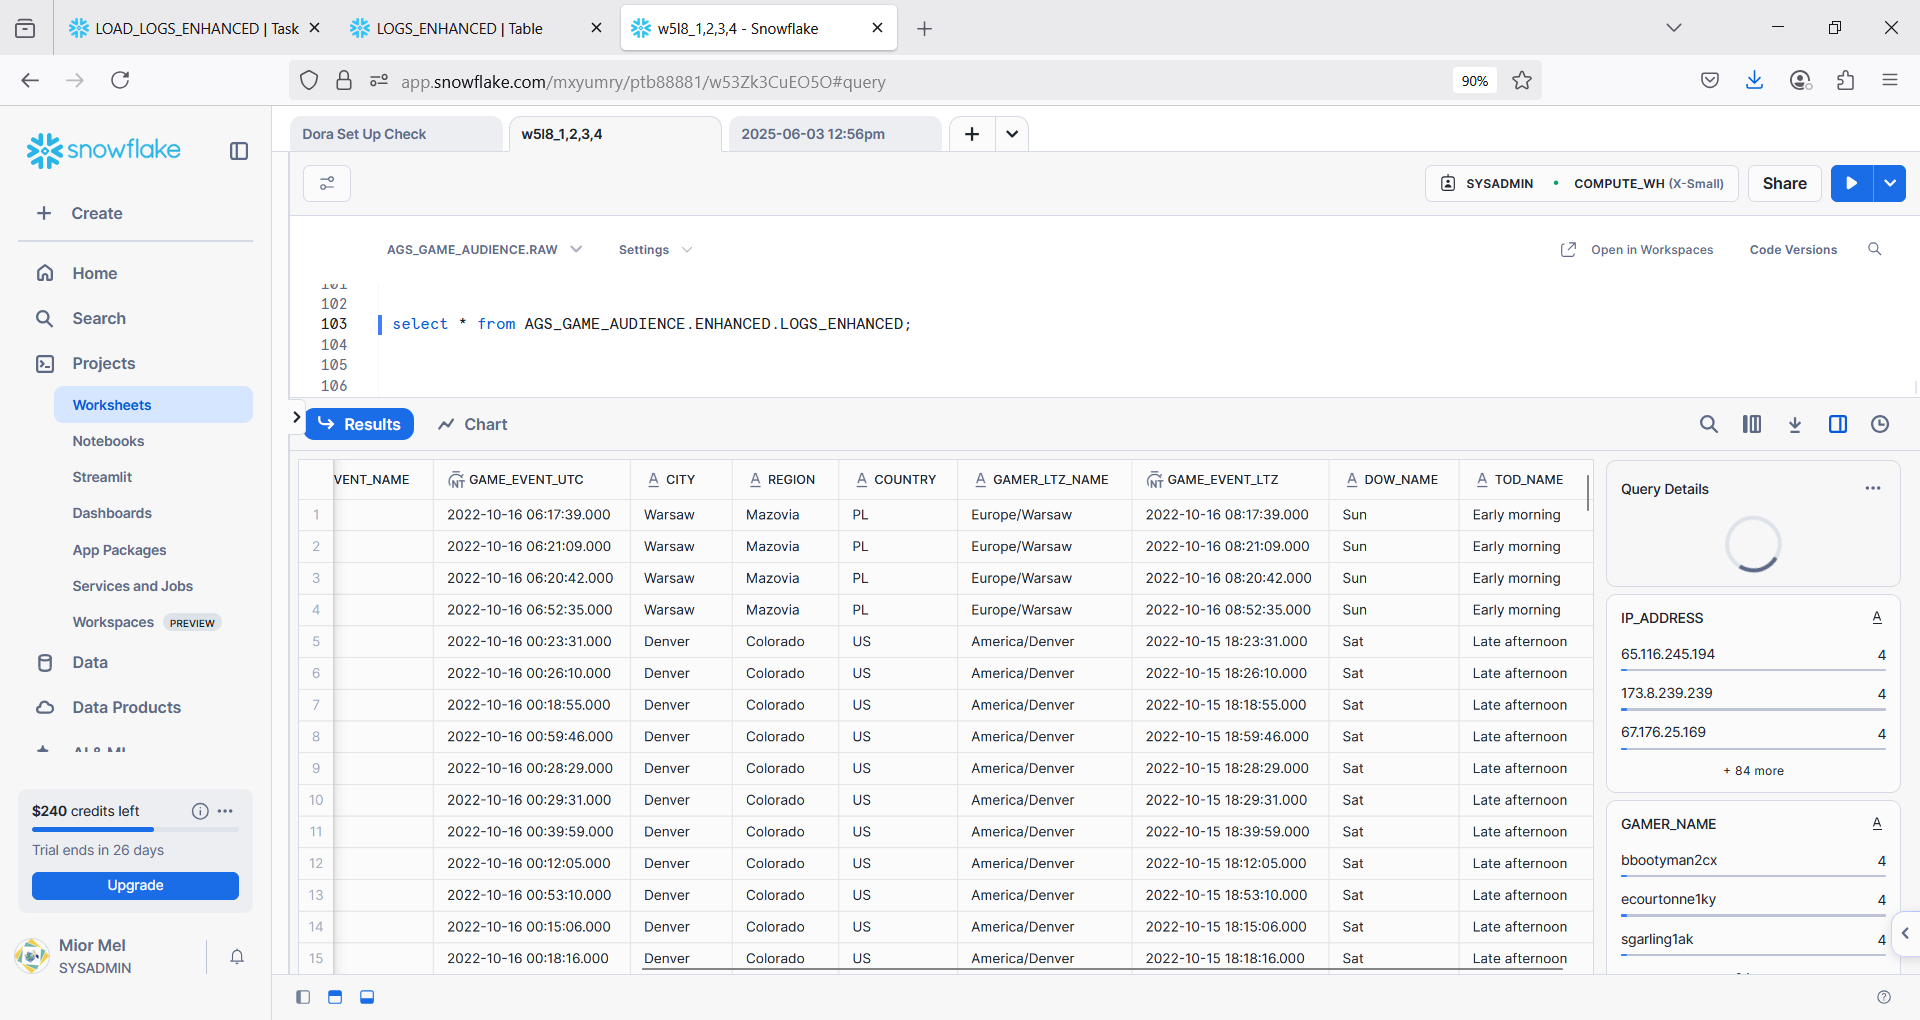 LOAD_LOGS_ENHANCED | Task
LOGS_ENHANCED | Table
w5l8_1,2,3,4 - Snowflake
app.snowflake.com/mxyumry/ptb88881/w53Zk3CuEO5O#query
90%
snowflake
Create
Home
Search
Projects
Worksheets
Notebooks
Streamlit
Dashboards
App Packages
Services and Jobs
Workspaces PREVIEW
Data
Data Products
AI & ML
$240 credits left
Trial ends in 26 days
Upgrade
Mior Mel
SYSADMIN
Dora Set Up Check
w5l8_1,2,3,4
2025-06-03 12:56pm
SYSADMIN • COMPUTE_WH (X-Small)
Share
AGS_GAME_AUDIENCE.RAW
Settings
Open in Workspaces
Code Versions
101
102
103 select * from AGS_GAME_AUDIENCE.ENHANCED.LOGS_ENHANCED;
104
105
106
Results
Chart
VENT_NAME GAME_EVENT_UTC CITY REGION COUNTRY GAMER_LTZ_NAME GAME_EVENT_LTZ DOW_NAME TOD_NAME
1 2022-10-16 06:17:39.000 Warsaw Mazovia PL Europe/Warsaw 2022-10-16 08:17:39.000 Sun Early morning
2 2022-10-16 06:21:09.000 Warsaw Mazovia PL Europe/Warsaw 2022-10-16 08:21:09.000 Sun Early morning
3 2022-10-16 06:20:42.000 Warsaw Mazovia PL Europe/Warsaw 2022-10-16 08:20:42.000 Sun Early morning
4 2022-10-16 06:52:35.000 Warsaw Mazovia PL Europe/Warsaw 2022-10-16 08:52:35.000 Sun Early morning
5 2022-10-16 00:23:31.000 Denver Colorado US America/Denver 2022-10-15 18:23:31.000 Sat Late afternoon
6 2022-10-16 00:26:10.000 Denver Colorado US America/Denver 2022-10-15 18:26:10.000 Sat Late afternoon
7 2022-10-16 00:18:55.000 Denver Colorado US America/Denver 2022-10-15 18:18:55.000 Sat Late afternoon
8 2022-10-16 00:59:46.000 Denver Colorado US America/Denver 2022-10-15 18:59:46.000 Sat Late afternoon
9 2022-10-16 00:28:29.000 Denver Colorado US America/Denver 2022-10-15 18:28:29.000 Sat Late afternoon
10 2022-10-16 00:29:31.000 Denver Colorado US America/Denver 2022-10-15 18:29:31.000 Sat Late afternoon
11 2022-10-16 00:39:59.000 Denver Colorado US America/Denver 2022-10-15 18:39:59.000 Sat Late afternoon
12 2022-10-16 00:12:05.000 Denver Colorado US America/Denver 2022-10-15 18:12:05.000 Sat Late afternoon
13 2022-10-16 00:53:10.000 Denver Colorado US America/Denver 2022-10-15 18:53:10.000 Sat Late afternoon
14 2022-10-16 00:15:06.000 Denver Colorado US America/Denver 2022-10-15 18:15:06.000 Sat Late afternoon
15 2022-10-16 00:18:16.000 Denver Colorado US America/Denver 2022-10-15 18:18:16.000 Sat Late afternoon
Query Details
IP_ADDRESS
65.116.245.194 4
173.8.239.239 4
67.176.25.169 4
+ 84 more
GAMER_NAME
bbootyman2cx 4
ecourtonne1ky 4
sgarling1ak 4